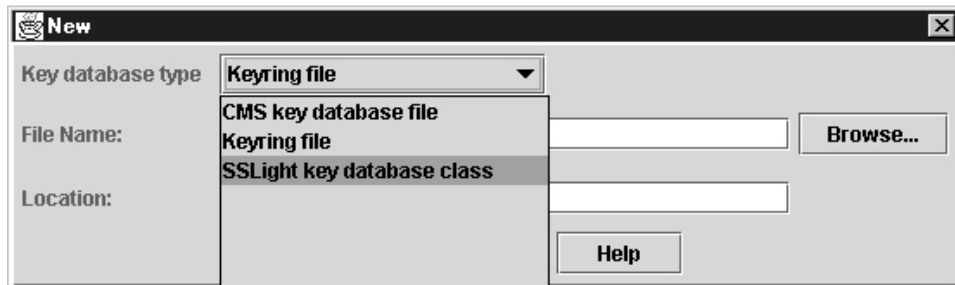 New
Key database type Keyring file
CMS key database file
File Name: Keyring file Browse...
SSLight key database class
Location:
Help